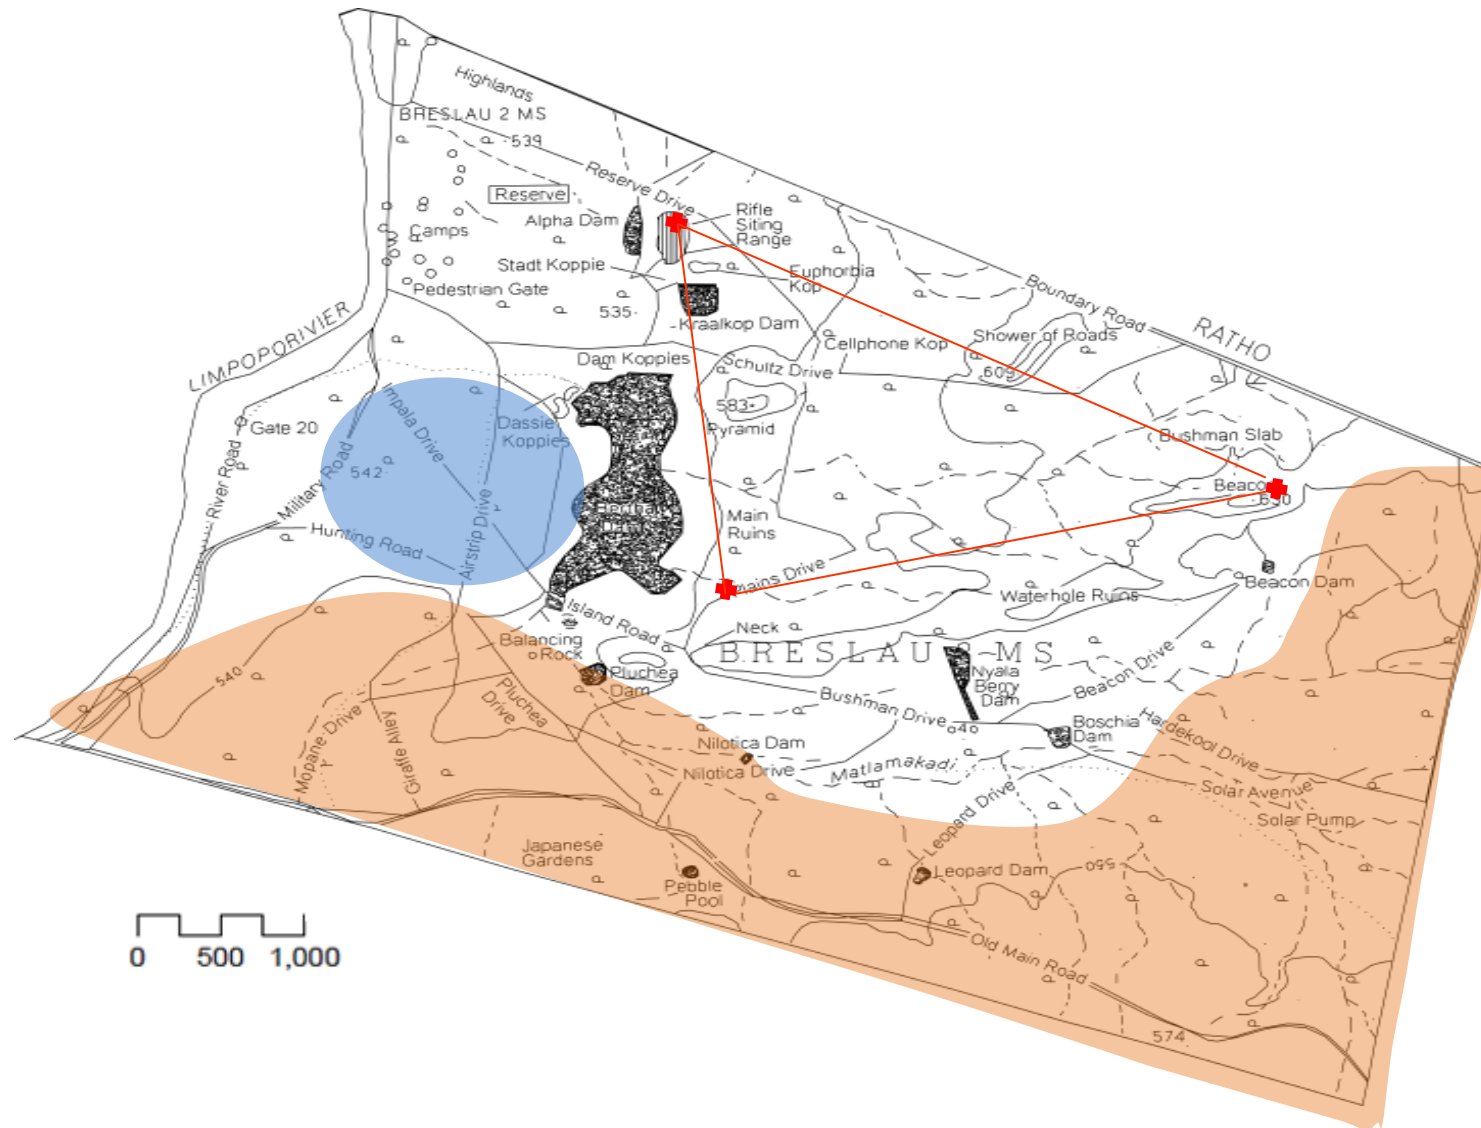 Highlands
BRESLAU 2 MS
539
Reserve Drive
Reserve
Alpha Dam
Rifle
Siting
Range
Camps
Stadt Koppie
Euphorbia
Kop
Pedestrian Gate
535
Kraalkop Dam
Boundary Road
RATHO
LIMPOPORIVIER
Cellphone Kop
Shower of Roads
Dam Koppies
Schultz Drive
609
583
Pyramid
Impala Drive
Dassie
Koppies
Gate 20
Bushman Slab
542
Military Road
River Road
Airstrip Drive
Hunting Road
Dam
Main
Ruins
Beacon
630
Mains Drive
Beacon Dam
Waterhole Ruins
Island Road
Neck
Balancing
Rock
BRESLAU 2 MS
Pluchea
Dam
540
Nyala
Berry
Dam
Beacon Drive
Pluchea
Drive
Bushman Drive
Boschia
Dam
Hardekool Drive
Mopane Drive
Giraffe Alley
Nilotica Dam
Nilotica Drive
Matlamakadi
Solar Avenue
Leopard Drive
Solar Pump
Japanese
Gardens
Pebble
Pool
Leopard Dam
550
Old Main Road
574
0 500 1,000